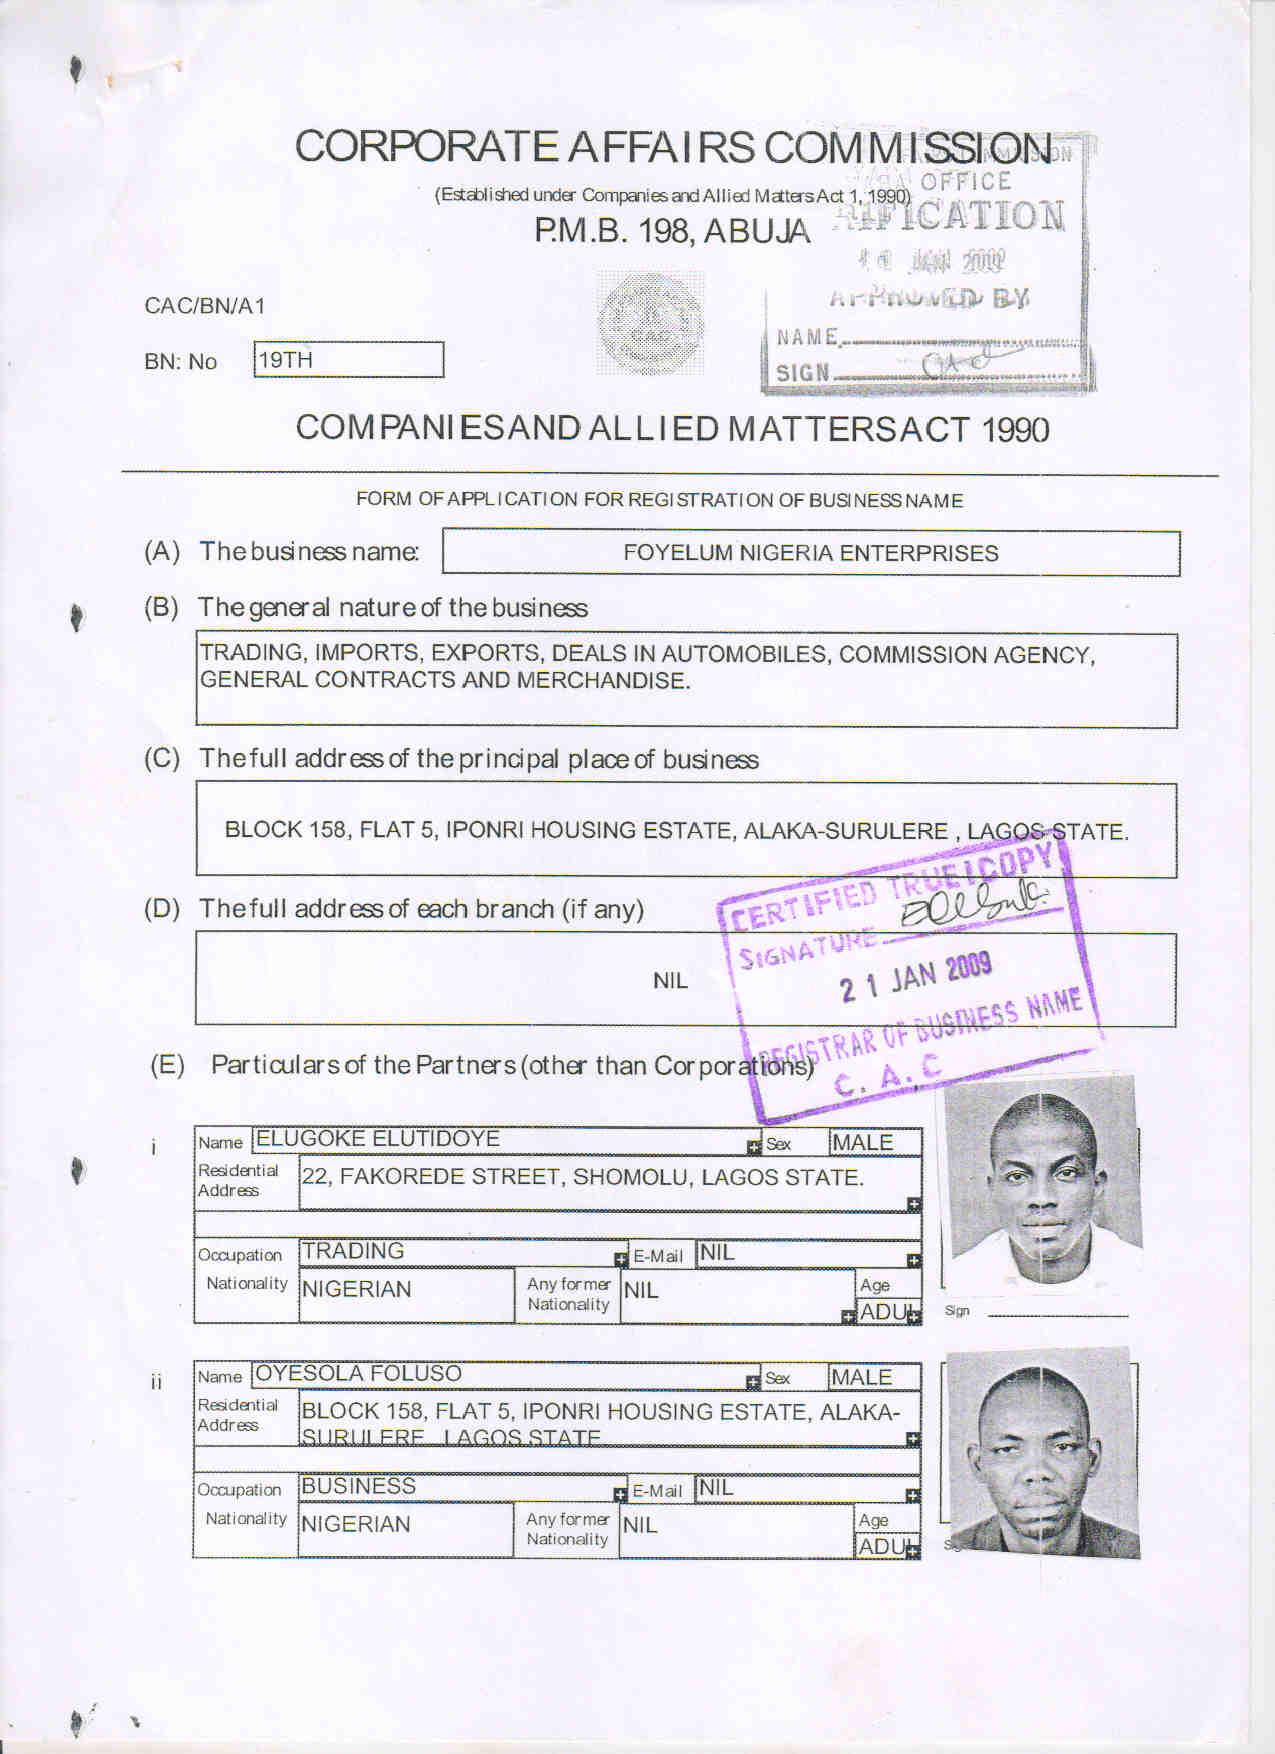 CORPORATE AFFAIRS COMMISSION
(Established under Companies and Allied Matters Act 1, 1990)
P.M.B. 198, ABUJA
OFFICE
JAN
APPROVED BY
NAME
SIGN
CAC/BN/A1
BN: No 19TH
COMPANIES AND ALLIED MATTERS ACT 1990
FORM OF APPLICATION FOR REGISTRATION OF BUSINESS NAME
(A) The business name: FOYELUM NIGERIA ENTERPRISES
(B) The general nature of the business
TRADING, IMPORTS, EXPORTS, DEALS IN AUTOMOBILES, COMMISSION AGENCY,
GENERAL CONTRACTS AND MERCHANDISE.
(C) The full address of the principal place of business
BLOCK 158, FLAT 5, IPONRI HOUSING ESTATE, ALAKA-SURULERE , LAGOS STATE.
CERTIFIED TRUE COPY
SIGNATURE
21 JAN 2009
REGISTRAR OF BUSINESS NAME
C. A. C
(D) The full address of each branch (if any)
NIL
(E) Particulars of the Partners (other than Corporations)
i Name ELUGOKE ELUTIDOYE Sex MALE
Residential
Address 22, FAKOREDE STREET, SHOMOLU, LAGOS STATE.
Occupation TRADING E-Mail NIL
Nationality NIGERIAN Any former
Nationality NIL Age
ADUL
Sign
ii Name OYESOLA FOLUSO Sex MALE
Residential
Address BLOCK 158, FLAT 5, IPONRI HOUSING ESTATE, ALAKA-
SURULERE , LAGOS STATE
Occupation BUSINESS E-Mail NIL
Nationality NIGERIAN Any former
Nationality NIL Age
ADUL